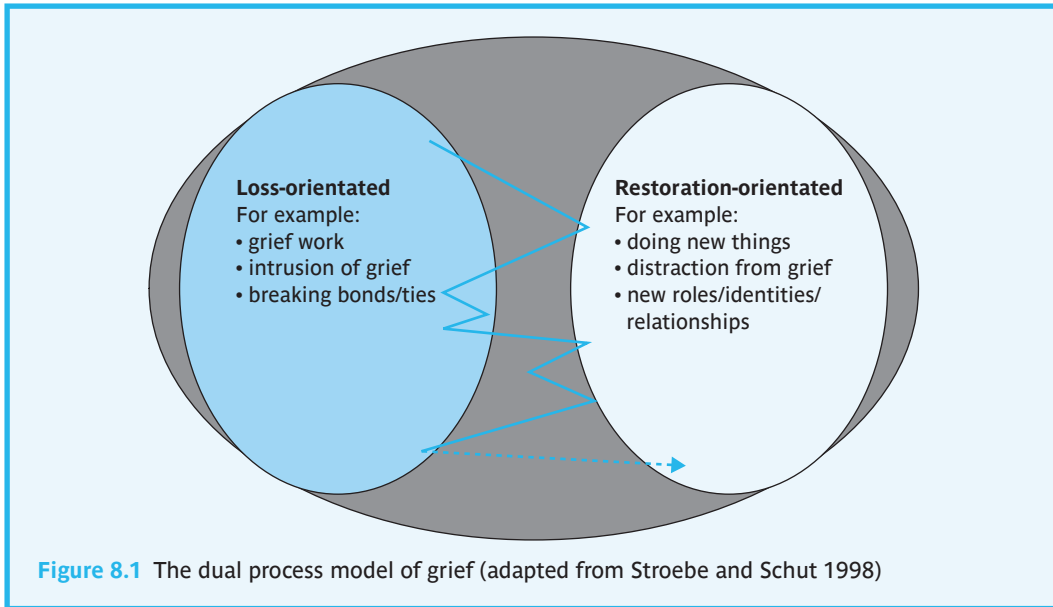 Loss-orientated
For example:
• grief work
• intrusion of grief
• breaking bonds/ties
Restoration-orientated
For example:
• doing new things
• distraction from grief
• new roles/identities/
relationships
Figure 8.1 The dual process model of grief (adapted from Stroebe and Schut 1998)